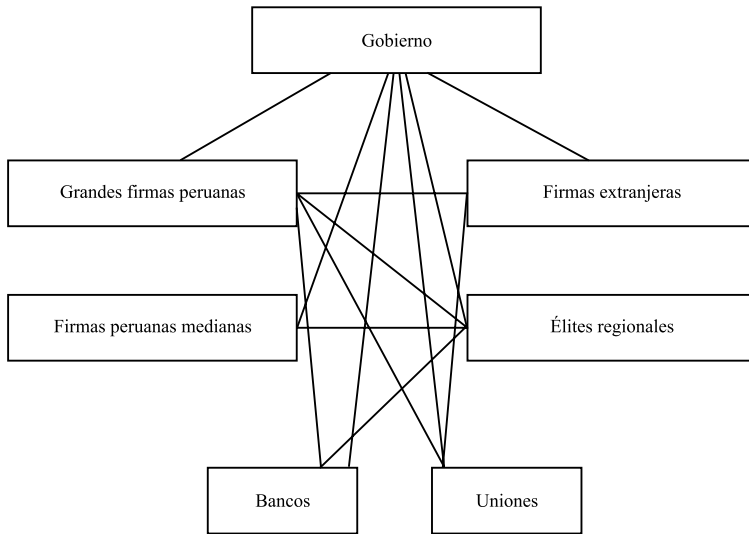 Gobierno
Grandes firmas peruanas
Firmas extranjeras
Firmas peruanas medianas
Élites regionales
Bancos
Uniones